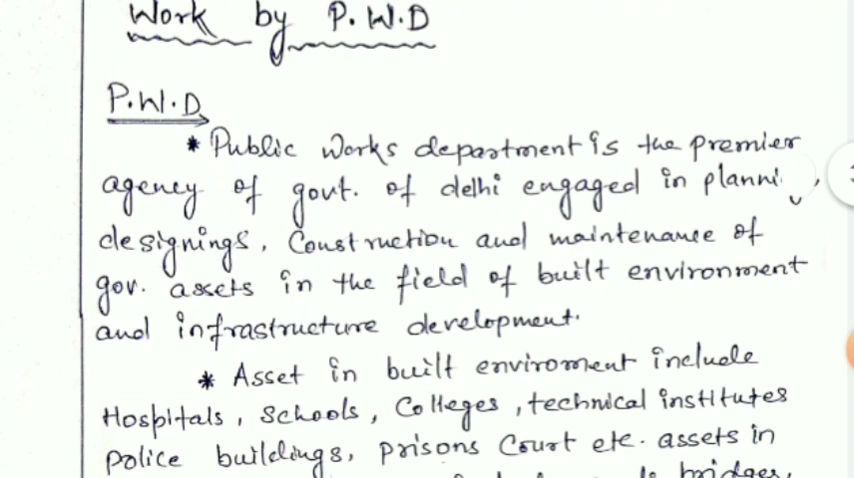 Work by P.W.D
P.W.D
* Public Works department is the premier
agency of govt. of delhi engaged in planni
designings, Construction and maintenance of
gov. assets in the field of built environment
and infrastructure development.
* Asset in built enviroment include
Hospitals, Schools, Colleges, technical institutes
police buildings, prisons Court etc. assets in
bridges,